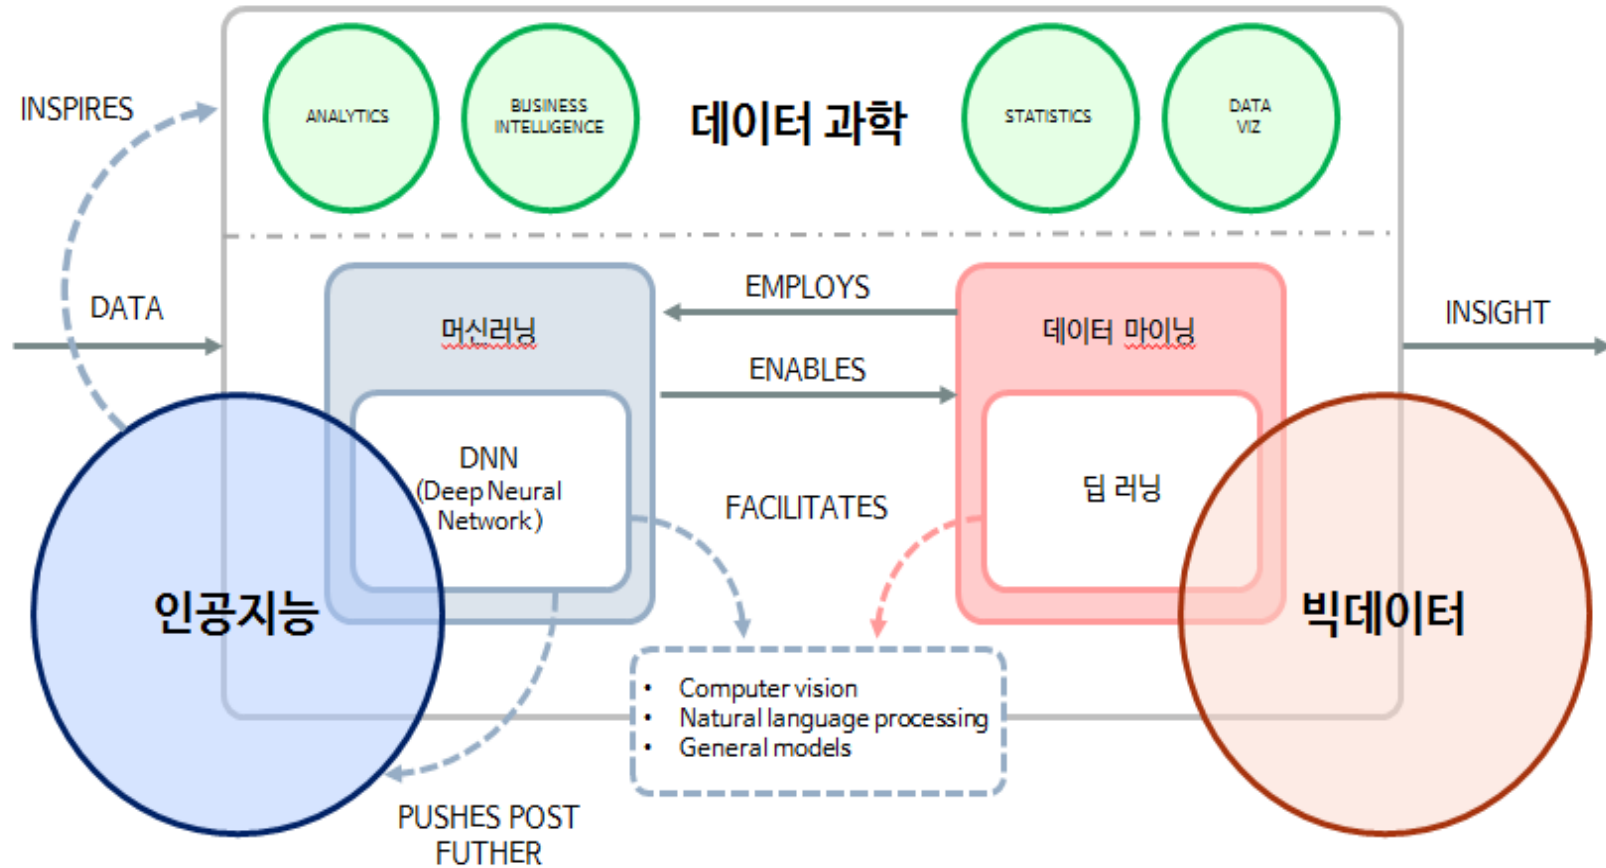 INSPIRES
ANALYTICS
BUSINESS
INTELLIGENCE
데이터 과학
STATISTICS
DATA
VIZ
DATA
머신러닝
EMPLOYS
ENABLES
데이터 마이닝
INSIGHT
DNN
(Deep Neural
Network)
FACILITATES
딥 러닝
인공지능
빅데이터
• Computer vision
• Natural language processing
• General models
PUSHES POST
FUTHER